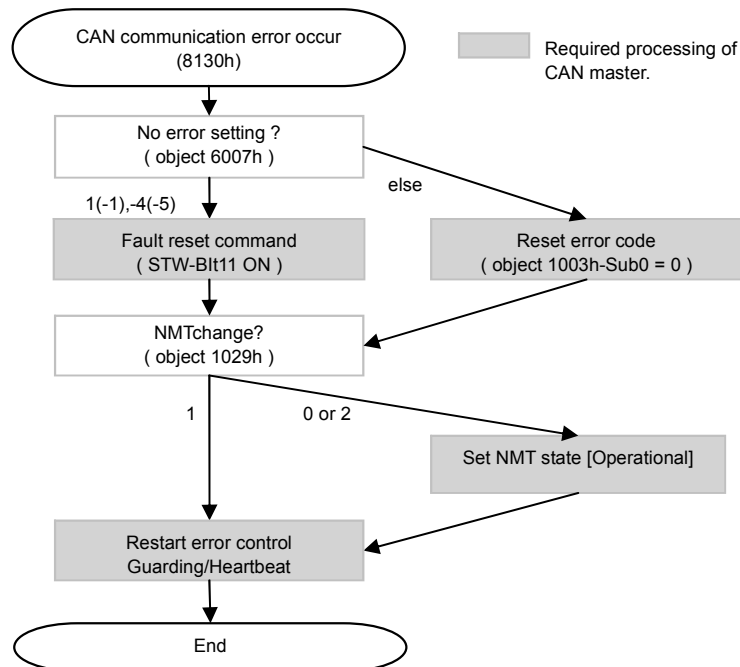 CAN communication error occur
(8130h)
Required processing of
CAN master.
No error setting ?
( object 6007h )
else
1(-1),-4(-5)
Fault reset command
( STW-BIt11 ON )
Reset error code
( object 1003h-Sub0 = 0 )
NMTchange?
( object 1029h )
1
0 or 2
Set NMT state [Operational]
Restart error control
Guarding/Heartbeat
End